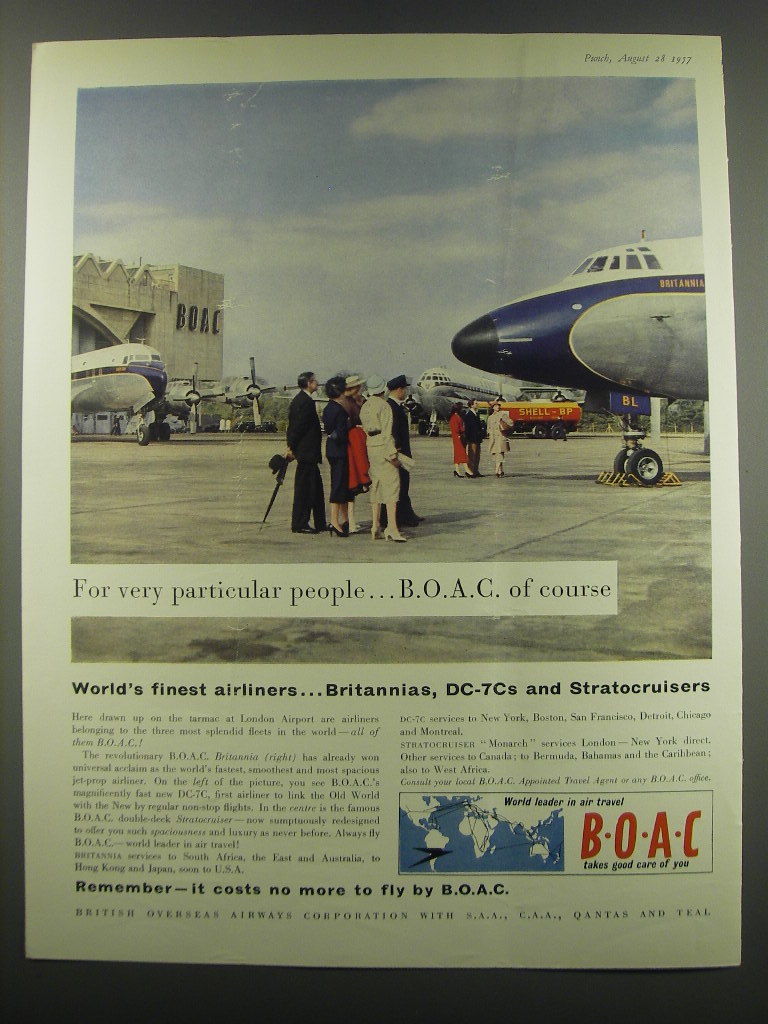 Punch, August 28 1957
BOAC
BRITANNIA
SHELL-BP
BL
For very particular people...B.O.A.C. of course
World's finest airliners...Britannias, DC-7Cs and Stratocruisers
Here drawn up on the tarmac at London Airport are airliners
belonging to the three most splendid fleets in the world—all of
them B.O.A.C.!
The revolutionary B.O.A.C. Britannia (right) has already won
universal acclaim as the world's fastest, smoothest and most spacious
jet-prop airliner. On the left of the picture, you see B.O.A.C.'s
magnificently fast new DC-7C, first airliner to link the Old World
with the New by regular non-stop flights. In the centre is the famous
B.O.A.C. double-deck Stratocruiser—now sumptuously redesigned
to offer you such spaciousness and luxury as never before. Always fly
B.O.A.C.—world leader in air travel!
BRITANNIA services to South Africa, the East and Australia, to
Hong Kong and Japan, soon to U.S.A.
DC-7C services to New York, Boston, San Francisco, Detroit, Chicago
and Montreal.
STRATOCRUISER "Monarch" services London—New York direct.
Other services to Canada; to Bermuda, Bahamas and the Caribbean;
also to West Africa.
Consult your local B.O.A.C. Appointed Travel Agent or any B.O.A.C. office.
World leader in air travel
B·O·A·C
takes good care of you
Remember—it costs no more to fly by B.O.A.C.
BRITISH OVERSEAS AIRWAYS CORPORATION WITH S.A.A., C.A.A., QANTAS AND TEAL